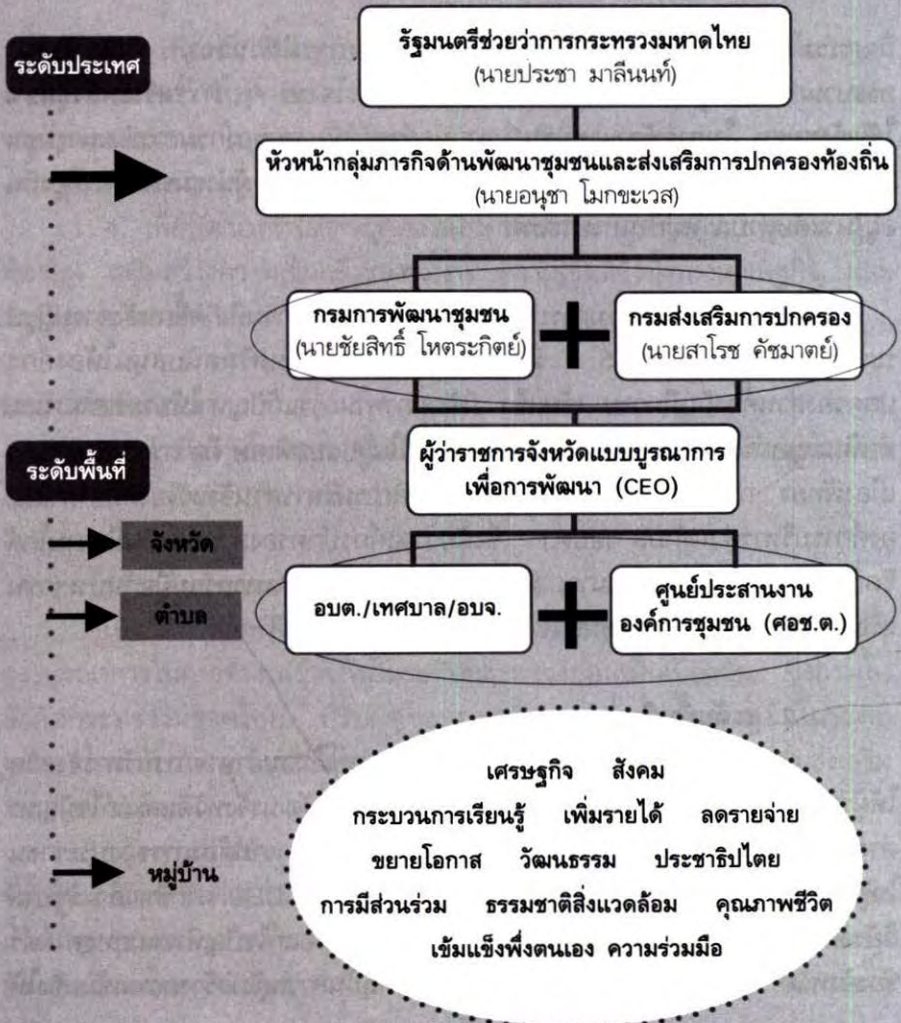 ระดับประเทศ
รัฐมนตรีช่วยว่าการกระทรวงมหาดไทย
(นายประชา มาลีนนท์)
หัวหน้ากลุ่มภารกิจด้านพัฒนาชุมชนและส่งเสริมการปกครองท้องถิ่น
(นายอนุชา โมกขะเวส)
กรมการพัฒนาชุมชน
(นายชัยสิทธิ์ โหตระกิตย์)
กรมส่งเสริมการปกครอง
(นายสาโรช คัชมาตย์)
ระดับพื้นที่
ผู้ว่าราชการจังหวัดแบบบูรณาการ
เพื่อการพัฒนา (CEO)
จังหวัด
ตำบล
อบต./เทศบาล/อบจ.
ศูนย์ประสานงาน
องค์การชุมชน (ศอช.ต.)
หมู่บ้าน
เศรษฐกิจ สังคม
กระบวนการเรียนรู้ เพิ่มรายได้ ลดรายจ่าย
ขยายโอกาส วัฒนธรรม ประชาธิปไตย
การมีส่วนร่วม ธรรมชาติสิ่งแวดล้อม คุณภาพชีวิต
เข้มแข็งพึ่งตนเอง ความร่วมมือ